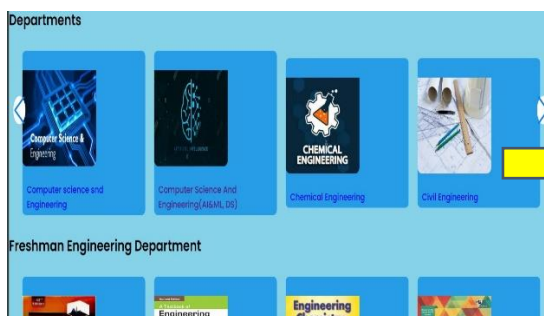 Departments
Computer Science &
Engineering
CHEMICAL
ENGINEERING
Computer science snd
Engineering
Computer Science And
Engineering(AI&ML, DS)
Chemical Engineering
Civil Engineering
Freshman Engineering Department
Engineering
Engineering